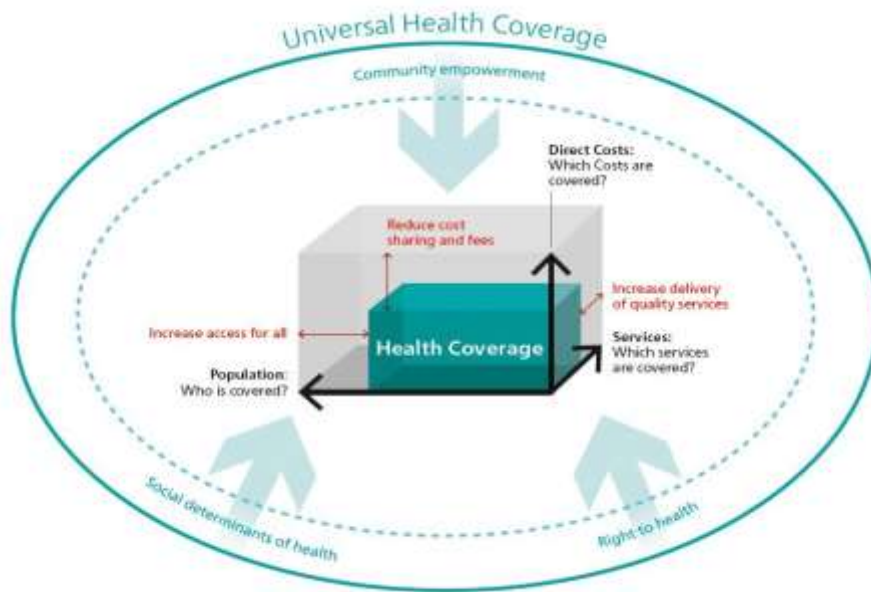 Universal Health Coverage
Community empowerment
Direct Costs:
Which Costs are
covered?
Reduce cost
sharing and fees
Increase delivery
of quality services
Increase access for all
Health Coverage
Services:
Which services
are covered?
Population:
Who is covered?
Social determinants of health
Right to health